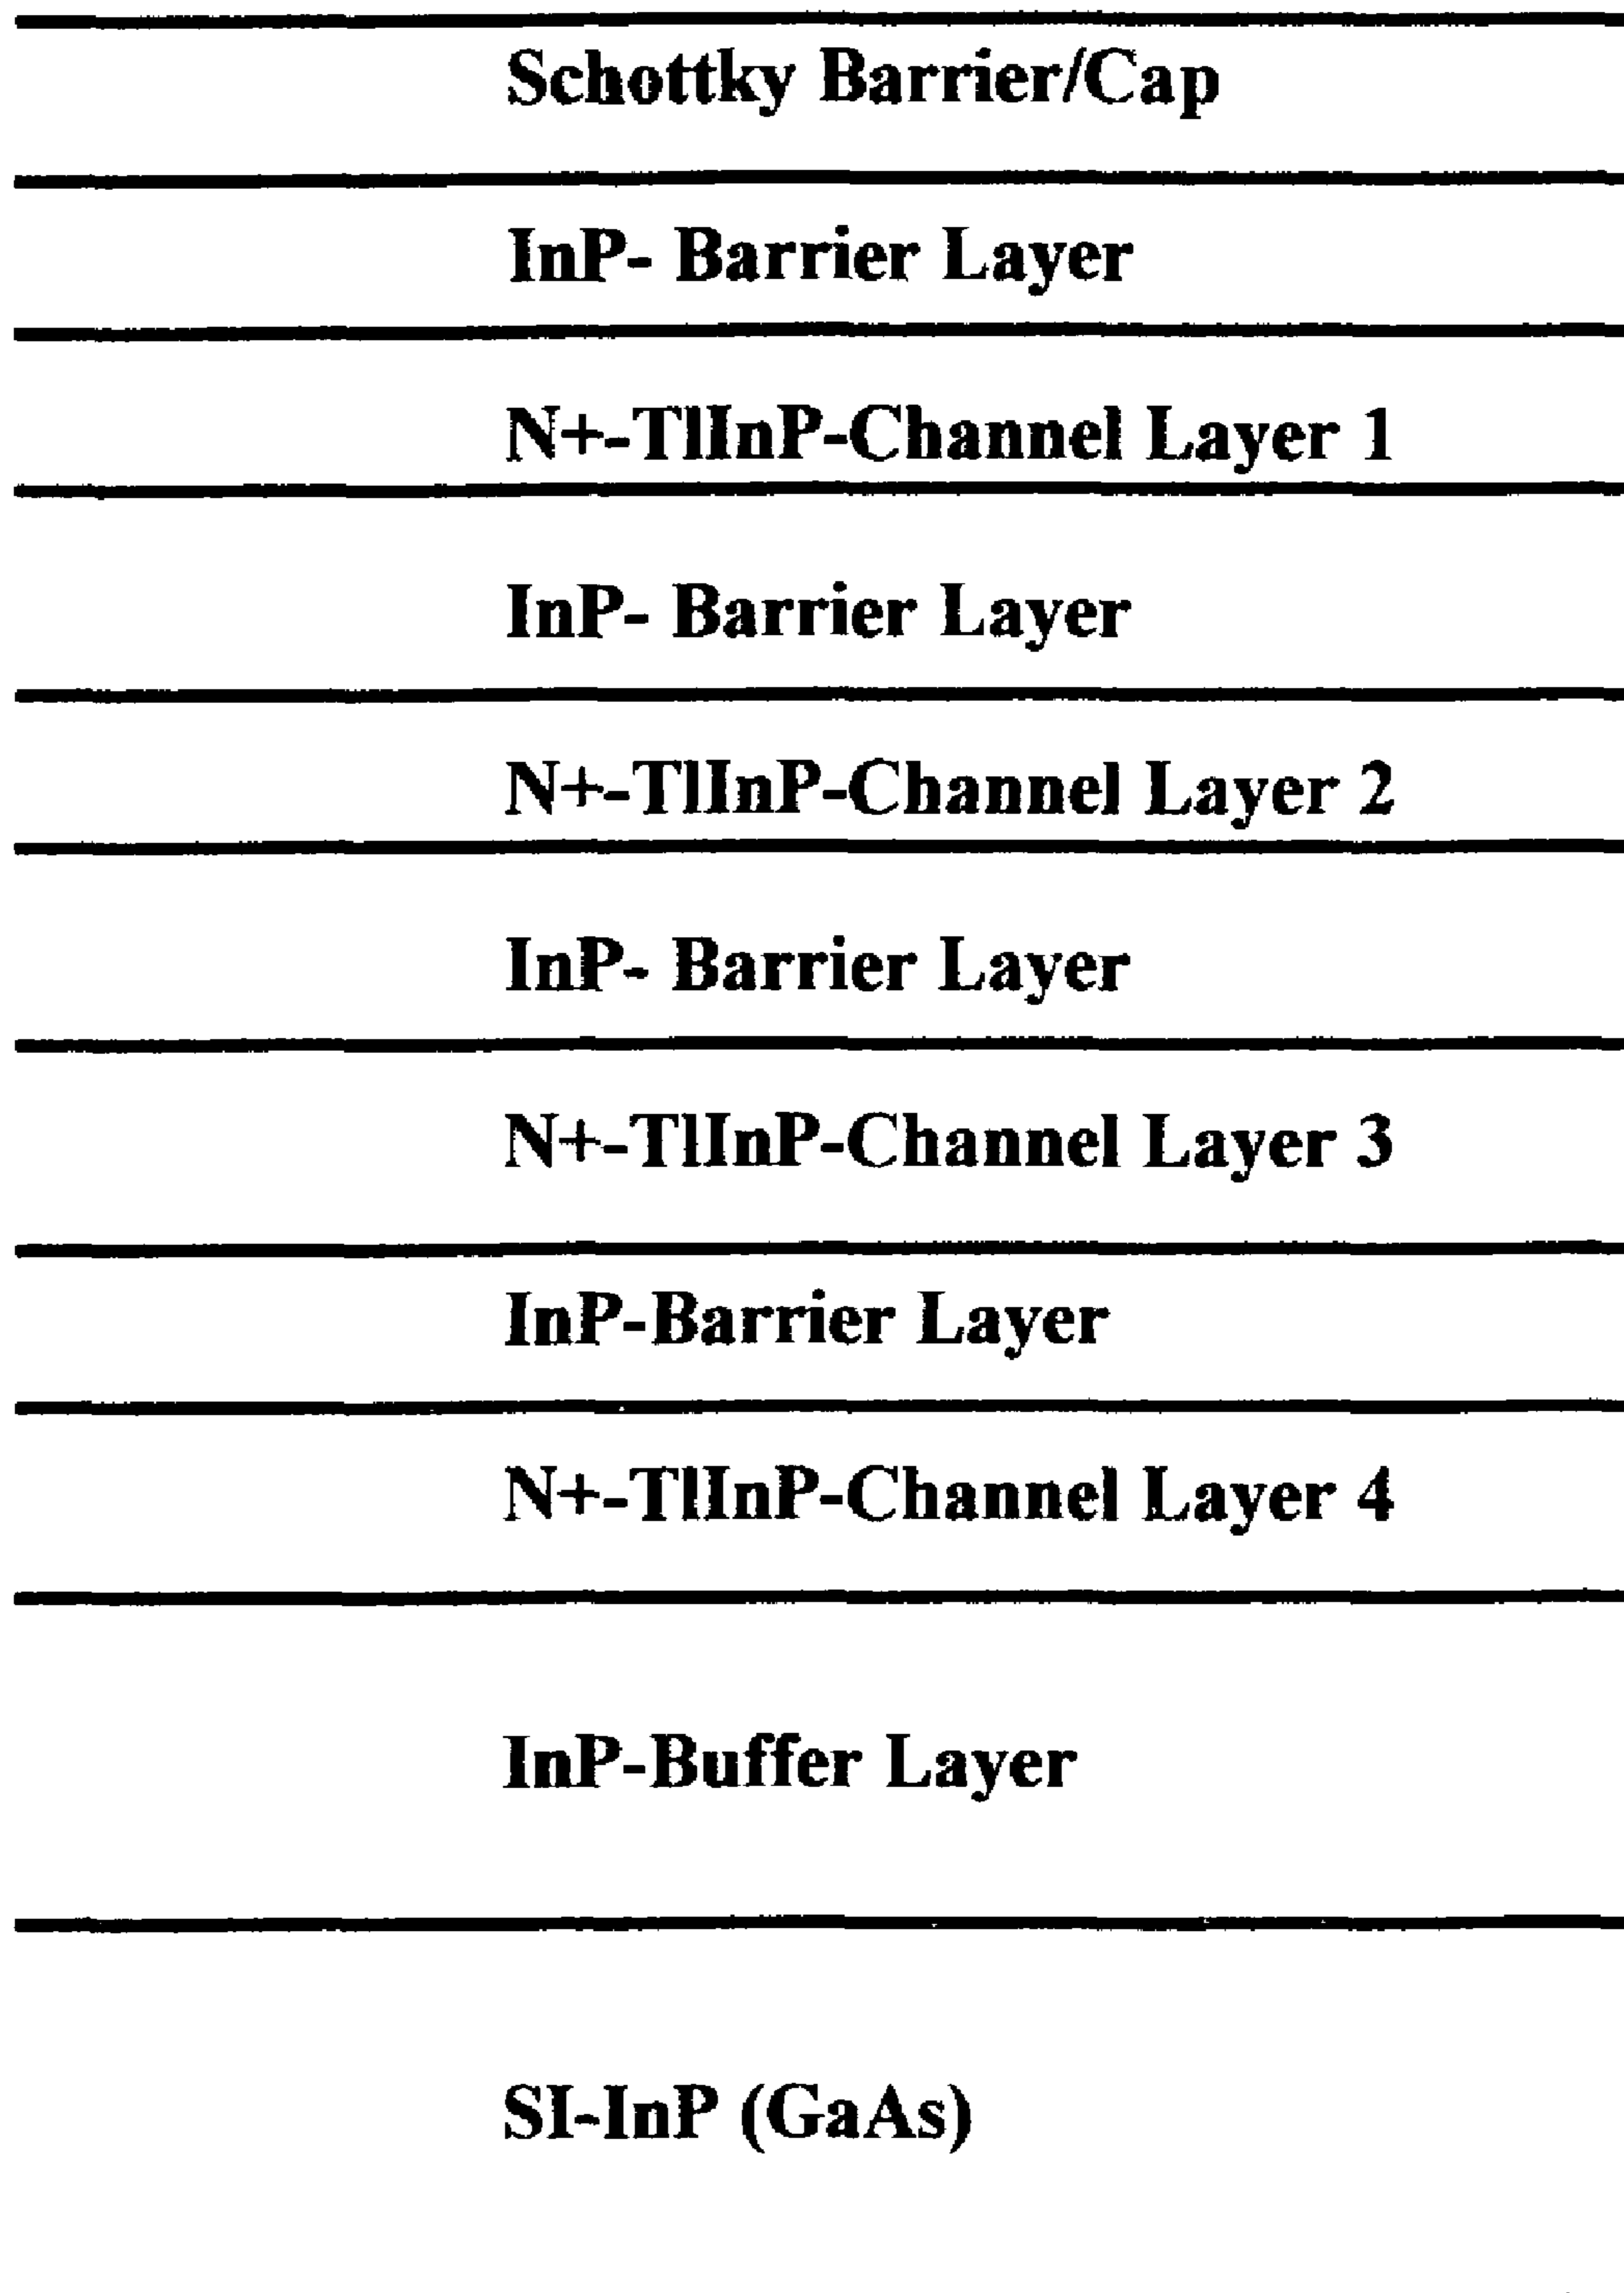 Schottky Barrier/Cap
InP- Barrier Layer
N+-TlInP-Channel Layer 1
InP- Barrier Layer
N+-TlInP-Channel Layer 2
InP- Barrier Layer
N+-TlInP-Channel Layer 3
InP-Barrier Layer
N+-TlInP-Channel Layer 4
InP-Buffer Layer
SI-InP (GaAs)